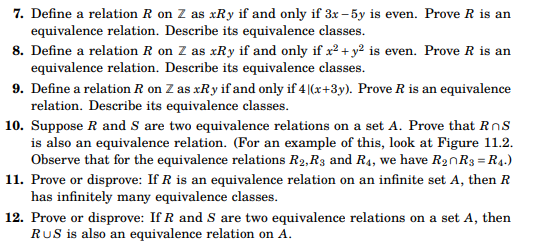 7. Define a relation R on ℤ as xRy if and only if 3x−5y is even. Prove R is an
equivalence relation. Describe its equivalence classes.
8. Define a relation R on ℤ as xRy if and only if x² + y² is even. Prove R is an
equivalence relation. Describe its equivalence classes.
9. Define a relation R on ℤ as xRy if and only if 4|(x+3y). Prove R is an equivalence
relation. Describe its equivalence classes.
10. Suppose R and S are two equivalence relations on a set A. Prove that R∩S
is also an equivalence relation. (For an example of this, look at Figure 11.2.
Observe that for the equivalence relations R₂,R₃ and R₄, we have R₂∩R₃ = R₄.)
11. Prove or disprove: If R is an equivalence relation on an infinite set A, then R
has infinitely many equivalence classes.
12. Prove or disprove: If R and S are two equivalence relations on a set A, then
R∪S is also an equivalence relation on A.